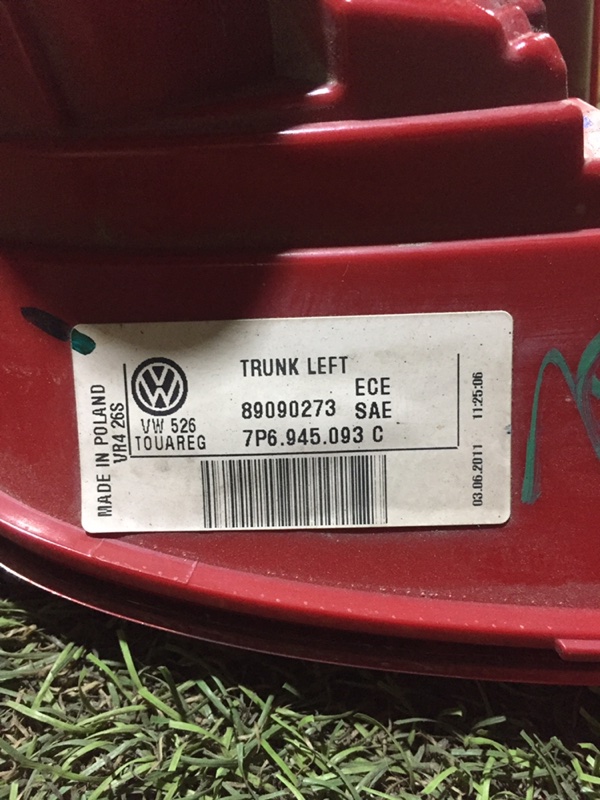 TRUNK LEFT
ECE
89090273 SAE
7P6.945.093 C
VW 526
TOUAREG
MADE IN POLAND
VR4 26S
03.06.2011 11:25:06